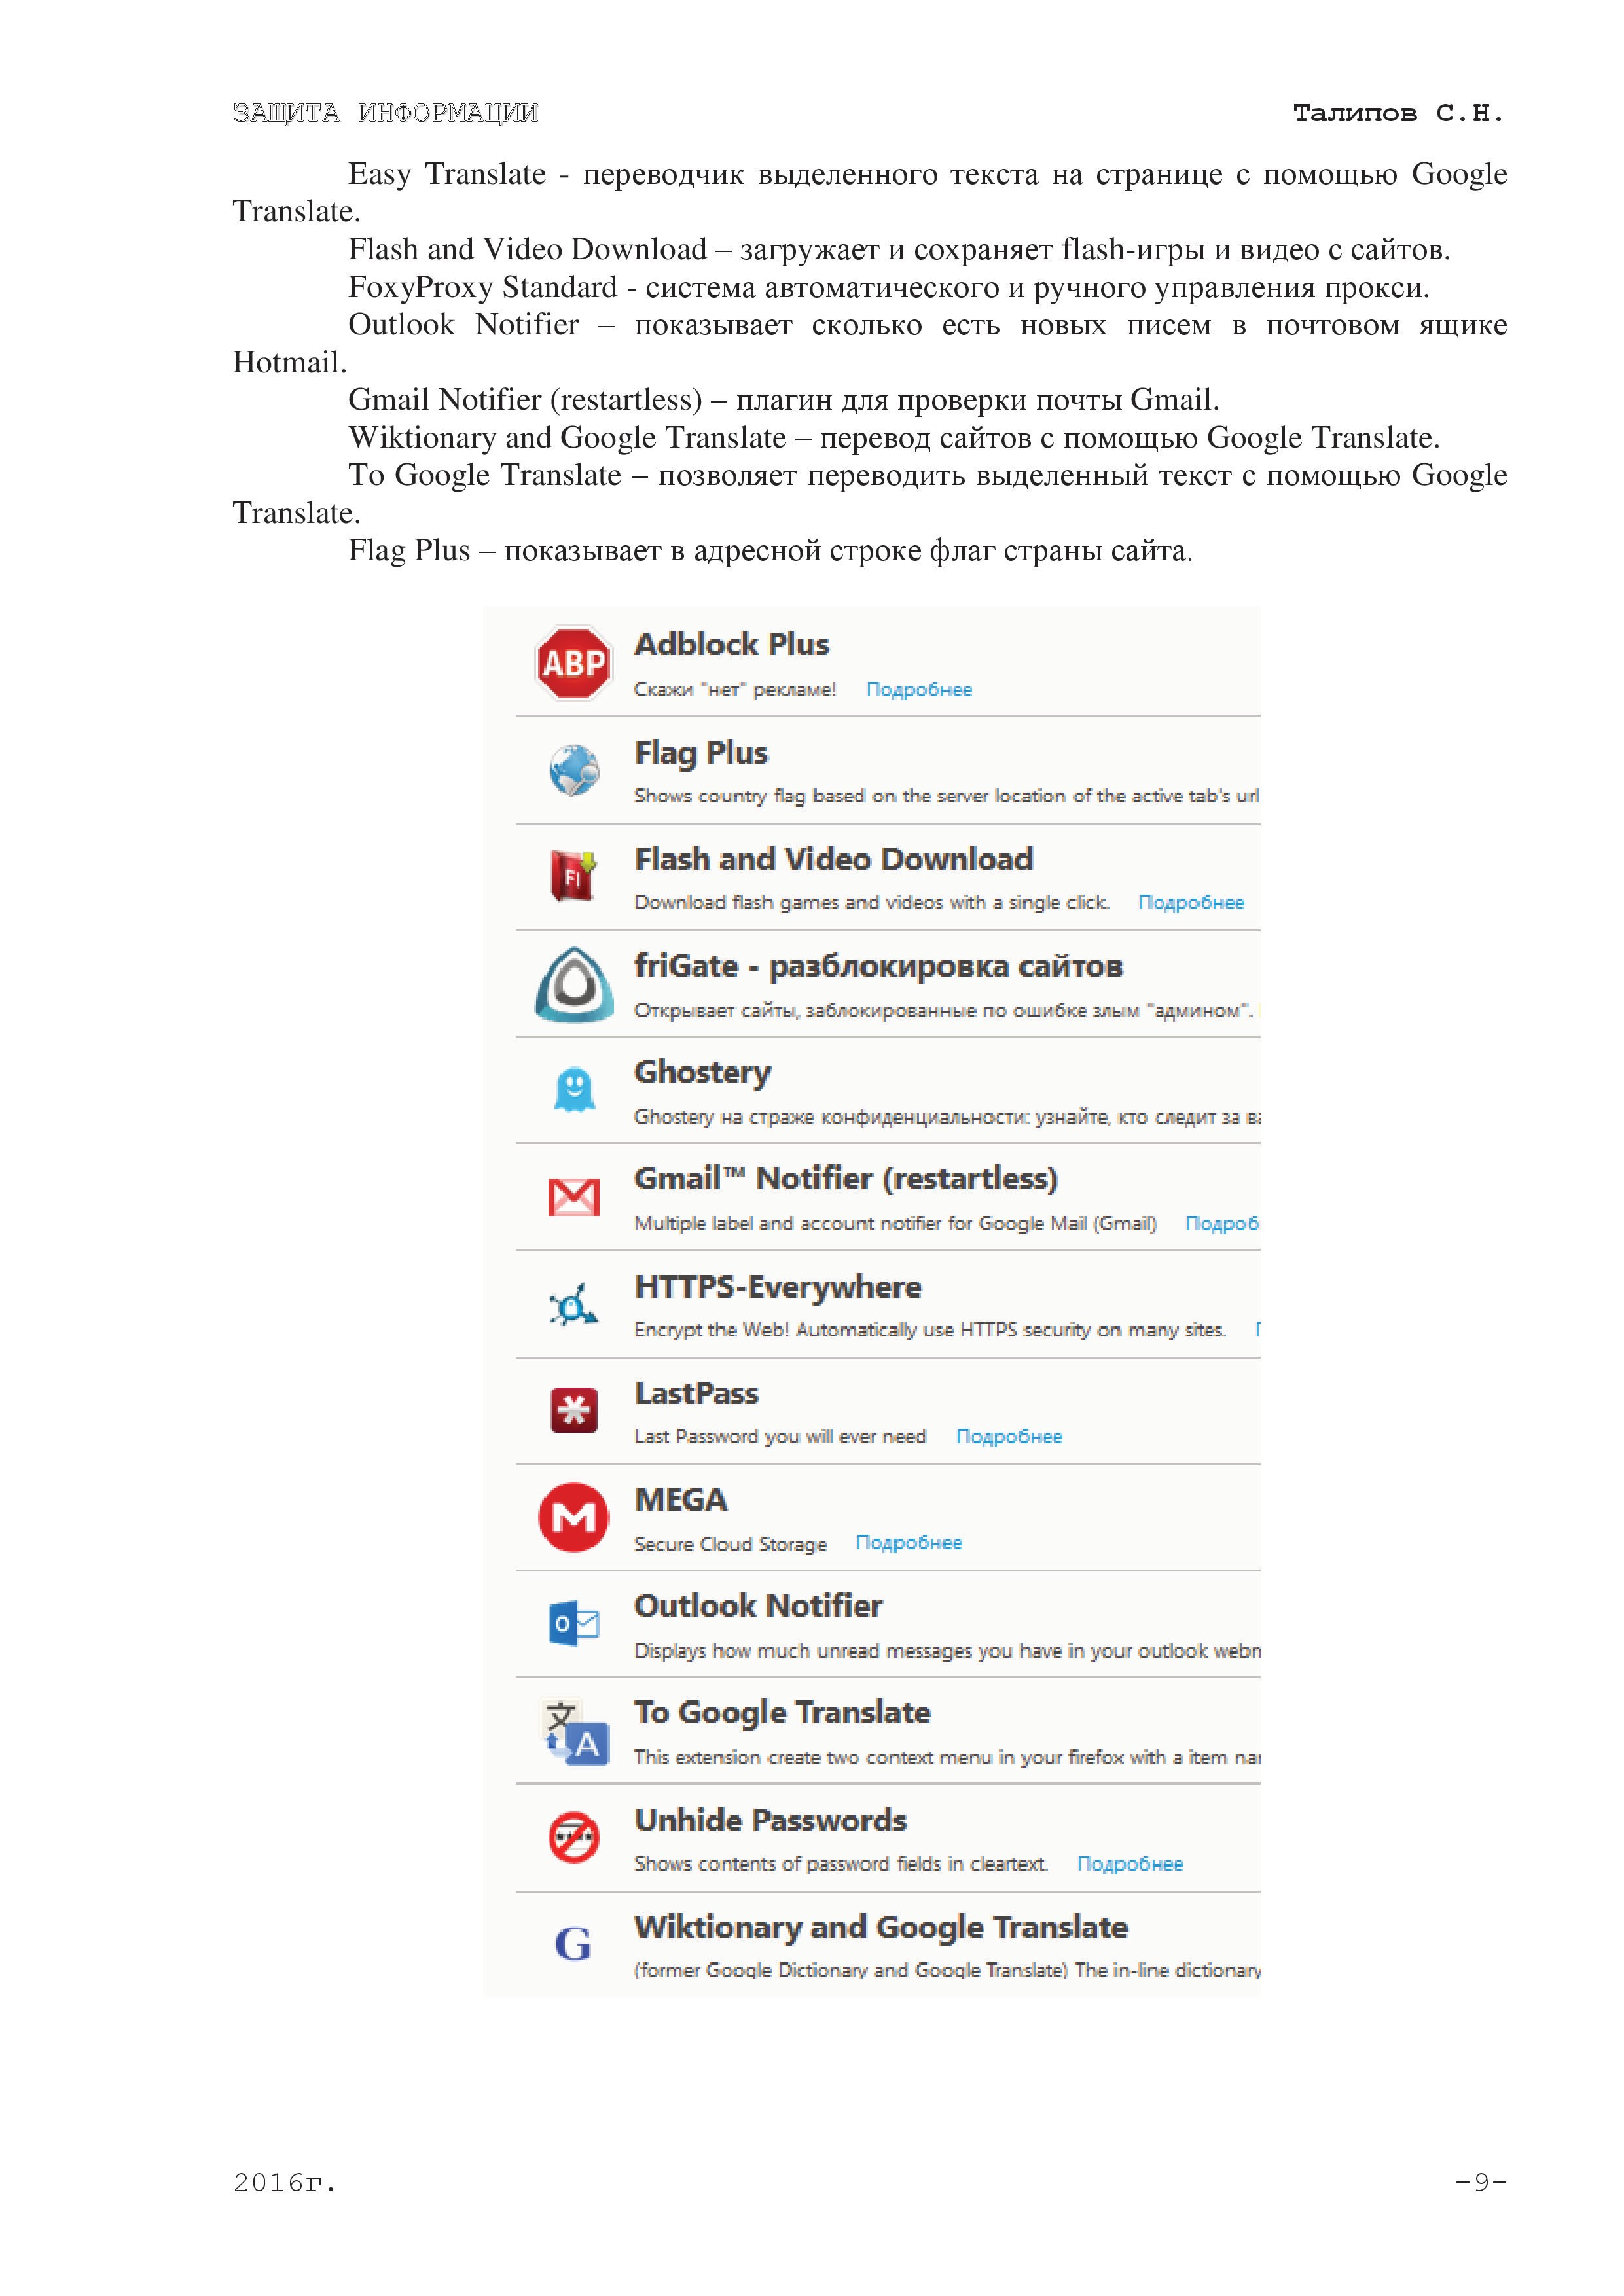 ЗАЩИТА ИНФОРМАЦИИ Талипов С.Н.
Easy Translate - переводчик выделенного текста на странице с помощью Google
Translate.
Flash and Video Download – загружает и сохраняет flash-игры и видео с сайтов.
FoxyProxy Standard - система автоматического и ручного управления прокси.
Outlook Notifier – показывает сколько есть новых писем в почтовом ящике
Hotmail.
Gmail Notifier (restartless) – плагин для проверки почты Gmail.
Wiktionary and Google Translate – перевод сайтов с помощью Google Translate.
To Google Translate – позволяет переводить выделенный текст с помощью Google
Translate.
Flag Plus – показывает в адресной строке флаг страны сайта.
ABP
Adblock Plus
Скажи "нет" рекламе! Подробнее
Flag Plus
Shows country flag based on the server location of the active tab's url
Fl
Flash and Video Download
Download flash games and videos with a single click. Подробнее
friGate - разблокировка сайтов
Открывает сайты, заблокированные по ошибке злым "админом".
Ghostery
Ghostery на страже конфиденциальности: узнайте, кто следит за ва
Gmail™ Notifier (restartless)
Multiple label and account notifier for Google Mail (Gmail) Подроб
HTTPS-Everywhere
Encrypt the Web! Automatically use HTTPS security on many sites.
LastPass
Last Password you will ever need Подробнее
M
MEGA
Secure Cloud Storage Подробнее
O
Outlook Notifier
Displays how much unread messages you have in your outlook webm
文 A
To Google Translate
This extension create two context menu in your firefox with a item nar
Unhide Passwords
Shows contents of password fields in cleartext. Подробнее
G
Wiktionary and Google Translate
(former Google Dictionary and Google Translate) The in-line dictionary
2016г. -9-